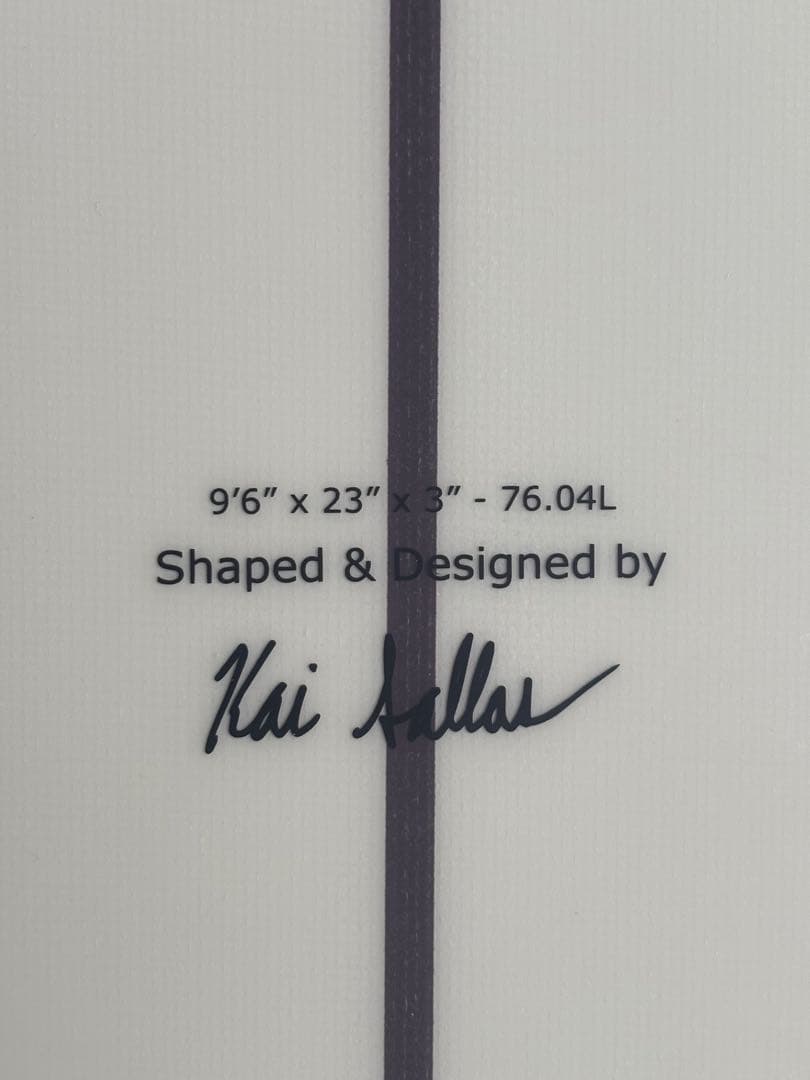 9'6" x 23" x 3" - 76.04L
Shaped & Designed by
Kai Sallas